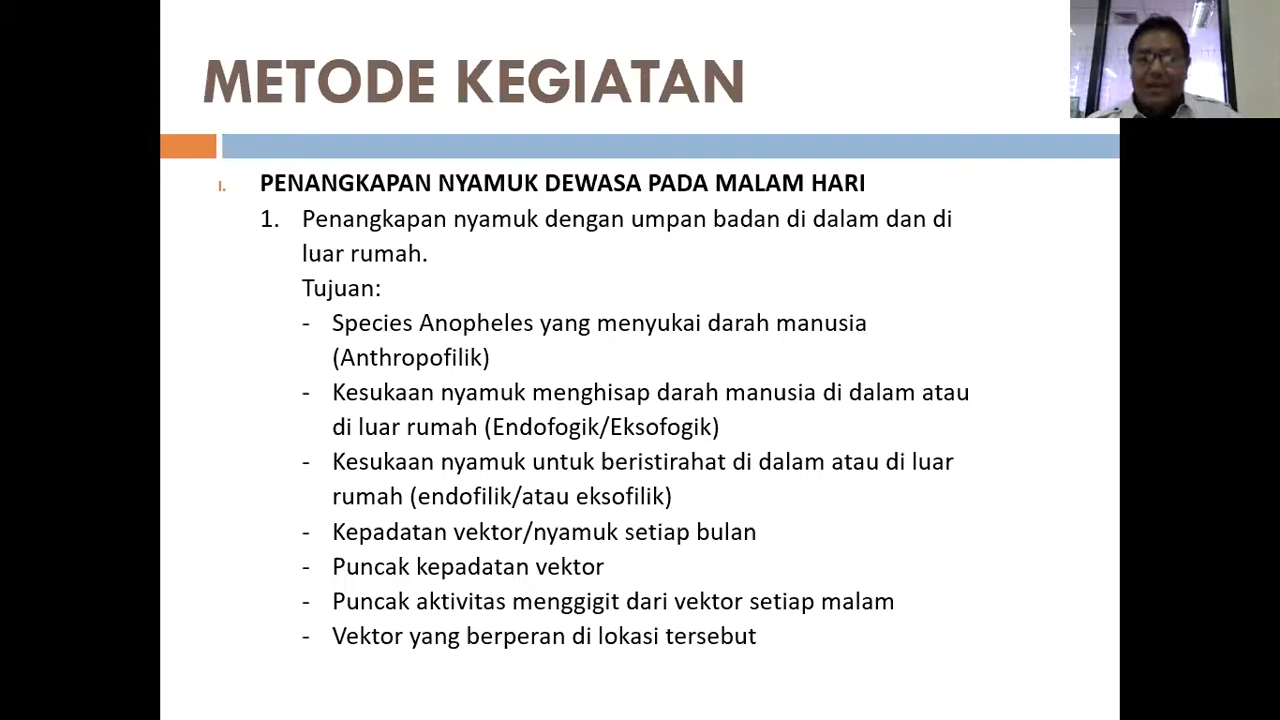 METODE KEGIATAN
I. PENANGKAPAN NYAMUK DEWASA PADA MALAM HARI
1. Penangkapan nyamuk dengan umpan badan di dalam dan di
luar rumah.
Tujuan:
- Species Anopheles yang menyukai darah manusia
(Anthropofilik)
- Kesukaan nyamuk menghisap darah manusia di dalam atau
di luar rumah (Endofogik/Eksofogik)
- Kesukaan nyamuk untuk beristirahat di dalam atau di luar
rumah (endofilik/atau eksofilik)
- Kepadatan vektor/nyamuk setiap bulan
- Puncak kepadatan vektor
- Puncak aktivitas menggigit dari vektor setiap malam
- Vektor yang berperan di lokasi tersebut